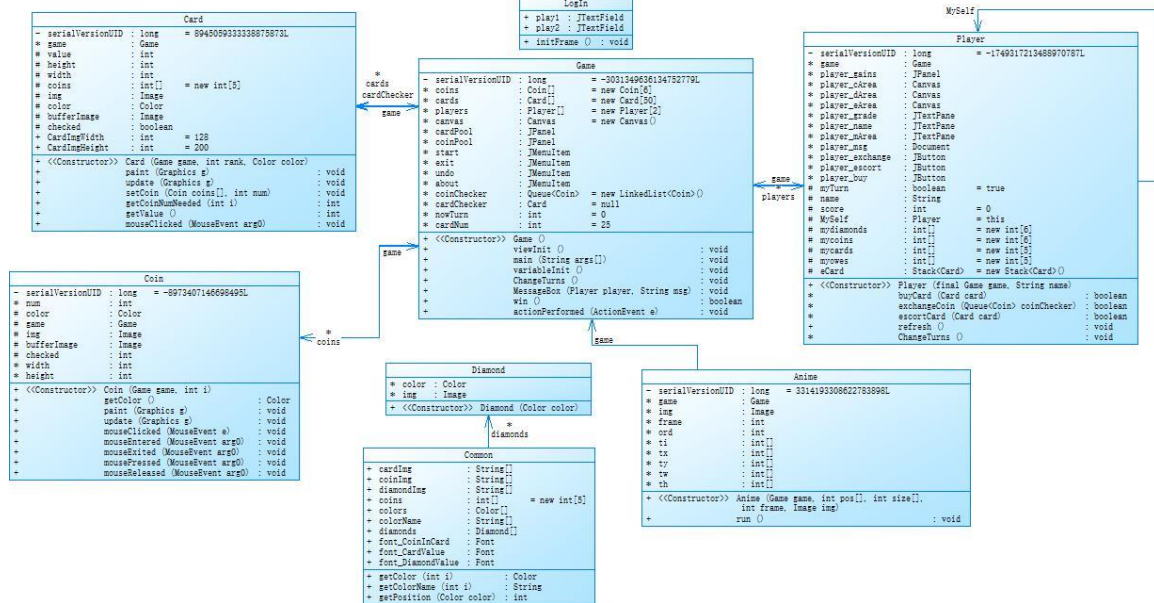 Card
- serialVersionUID : long = 8945059333338875873L
* game : Game
# value : int
# height : int
# width : int
# coins : int[] = new int[5]
# img : Image
# color : Color
# bufferImage : Image
# checked : boolean
+ CardImgWidth : int = 128
+ CardImgHeight : int = 200
+ <<Constructor>> Card (Game game, int rank, Color color)
+ paint (Graphics g) : void
+ update (Graphics g) : void
+ setCoin (Coin coins[], int num) : void
+ getCoinNumNeeded (int i) : int
+ getValue () : int
+ mouseClicked (MouseEvent arg0) : void
LogIn
+ play1 : JTextField
+ play2 : JTextField
+ initFrame () : void
*
cards
cardChecker
game
Game
- serialVersionUID : long = -3031349636134752779L
* coins : Coin[] = new Coin[6]
* cards : Card[] = new Card[50]
* players : Player[] = new Player[2]
* canvas : Canvas = new Canvas()
* cardPool : JPanel
* coinPool : JPanel
* start : JMenuItem
* exit : JMenuItem
* undo : JMenuItem
* about : JMenuItem
* coinChecker : Queue<Coin> = new LinkedList<Coin>()
* cardChecker : Card = null
* nowTurn : int = 0
* cardNum : int = 25
+ <<Constructor>> Game ()
+ viewInit () : void
+ main (String args[]) : void
+ variableInit () : void
+ ChangeTurns () : void
+ MessageBox (Player player, String msg) : void
+ win () : boolean
+ actionPerformed (ActionEvent e) : void
game
*
players
MySelf
Player
- serialVersionUID : long = -1749317213488970787L
* game : Game
* player_gains : JPanel
* player_cArea : Canvas
* player_dArea : Canvas
* player_eArea : Canvas
* player_grade : JTextPane
* player_name : JTextPane
* player_mArea : JTextPane
* player_msg : Document
* player_exchange : JButton
* player_escort : JButton
* player_buy : JButton
# myTurn : boolean = true
# name : String
# score : int = 0
# MySelf : Player = this
# mydiamonds : int[] = new int[6]
# mycoins : int[] = new int[6]
# mycards : int[] = new int[5]
# myowes : int[] = new int[5]
# eCard : Stack<Card> = new Stack<Card>()
+ <<Constructor>> Player (final Game game, String name)
* buyCard (Card card) : boolean
* exchangeCoin (Queue<Coin> coinChecker) : boolean
* escortCard (Card card) : boolean
+ refresh () : void
* ChangeTurns () : void
game
*
coins
Coin
- serialVersionUID : long = -8973407146698495L
* num : int
# color : Color
# game : Game
# img : Image
# bufferImage : Image
# checked : int
* width : int
* height : int
+ <<Constructor>> Coin (Game game, int i)
+ getColor () : Color
+ paint (Graphics g) : void
+ update (Graphics g) : void
+ mouseClicked (MouseEvent e) : void
+ mouseEntered (MouseEvent arg0) : void
+ mouseExited (MouseEvent arg0) : void
+ mousePressed (MouseEvent arg0) : void
+ mouseReleased (MouseEvent arg0) : void
game
Diamond
* color : Color
* img : Image
+ <<Constructor>> Diamond (Color color)
*
diamonds
Common
+ cardImg : String[]
+ coinImg : String[]
+ diamondImg : String[]
+ coins : int[] = new int[5]
+ colors : Color[]
+ colorName : String[]
+ diamonds : Diamond[]
+ font_CoinInCard : Font
+ font_CardValue : Font
+ font_DiamondValue : Font
+ getColor (int i) : Color
+ getColorName (int i) : String
+ getPosition (Color color) : int
Anime
- serialVersionUID : long = 3314193308622783898L
* game : Game
* img : Image
* frame : int
* ord : int
* ti : int[]
* tx : int[]
* ty : int[]
* tw : int[]
* th : int[]
+ <<Constructor>> Anime (Game game, int pos[], int size[],
int frame, Image img)
+ run () : void